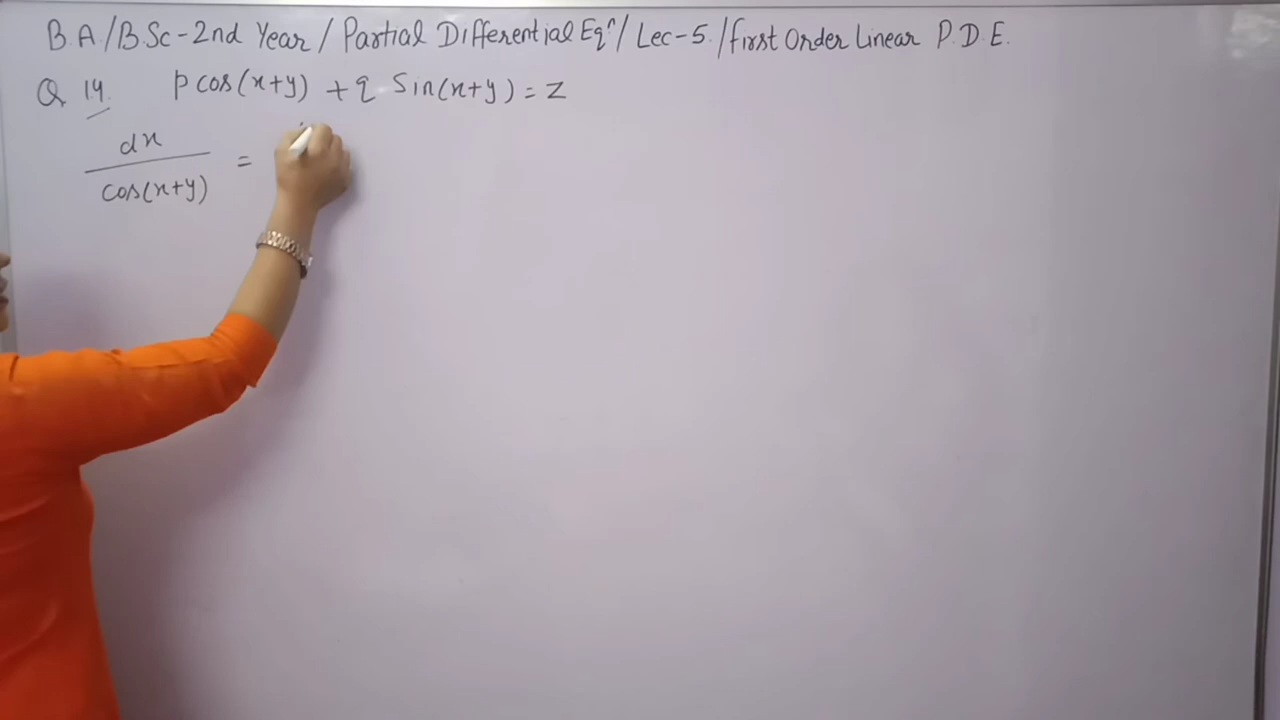 B.A/B.Sc-2nd Year/Partial Differential Eqⁿ/Lec-5./First Order Linear P.D.E.
Q 14. p cos(x+y) + q Sin(x+y) = z
dx
cos(x+y) =